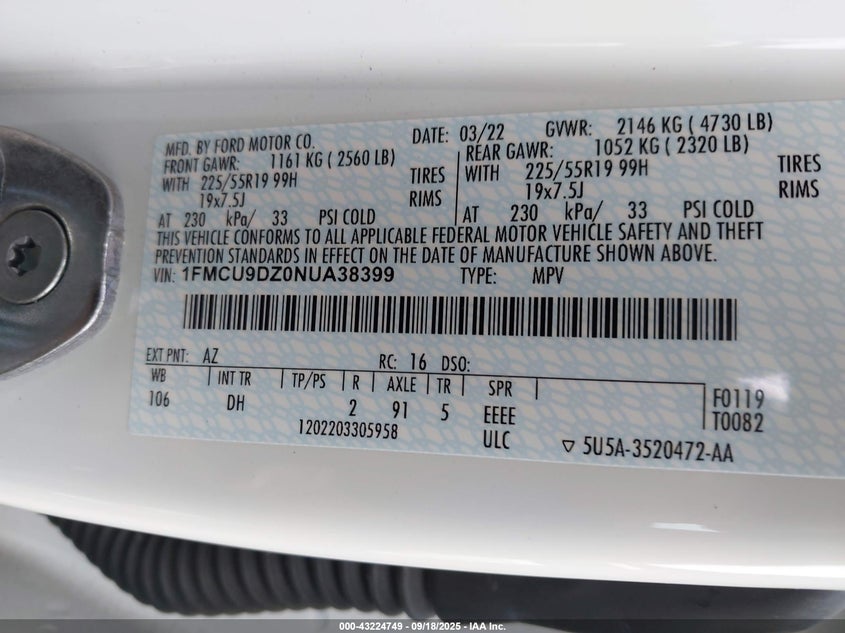 MFD. BY FORD MOTOR CO.
DATE: 03/22 GVWR: 2146 KG ( 4730 LB)
FRONT GAWR: 1161 KG ( 2560 LB)
WITH 225/55R19 99H TIRES
19x7.5J RIMS
AT 230 kPa/ 33 PSI COLD
REAR GAWR: 1052 KG ( 2320 LB)
WITH 225/55R19 99H TIRES
19x7.5J RIMS
AT 230 kPa/ 33 PSI COLD
THIS VEHICLE CONFORMS TO ALL APPLICABLE FEDERAL MOTOR VEHICLE SAFETY AND THEFT
PREVENTION STANDARDS IN EFFECT ON THE DATE OF MANUFACTURE SHOWN ABOVE.
VIN: 1FMCU9DZ0NUA38399 TYPE: MPV
EXT PNT: AZ RC: 16 DSO:
WB INT TR TP/PS R AXLE TR SPR
106 DH 2 91 5 EEEE
ULC
F0119
T0082
1202203305958
▽ 5U5A-3520472-AA
000-43224749 - 09/18/2025 - IAA Inc.